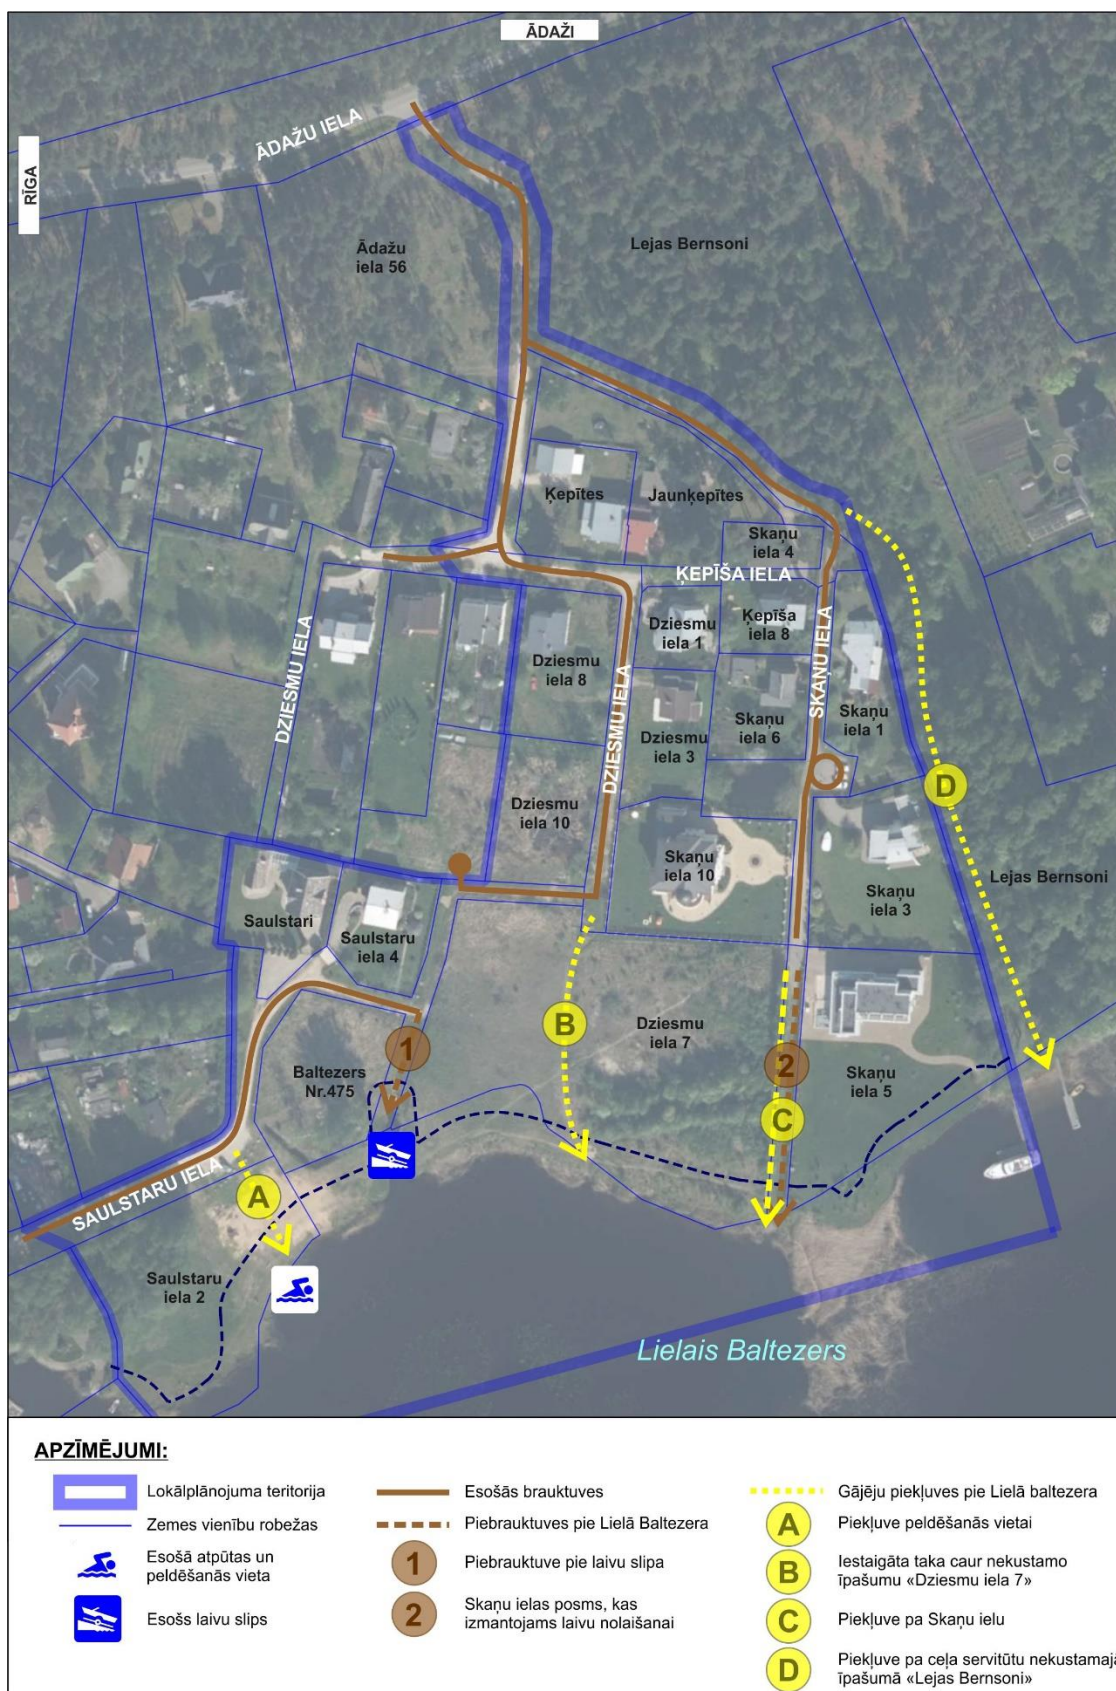 ĀDAŽI
RĪGA
ĀDAŽU IELA
Ādažu
iela 56
Lejas Bernsoni
Ķepītes
Jaunķepītes
Skaņu
iela 4
ĶEPĪŠA IELA
Dziesmu
iela 1
Ķepīša
iela 8
DZIESMU IELA
Dziesmu
iela 8
DZIESMU IELA
SKAŅU IELA
Skaņu
iela 1
Skaņu
iela 6
Dziesmu
iela 3
D
Dziesmu
iela 10
Skaņu
iela 10
Lejas Bernsoni
Skaņu
iela 3
Saulstari
Saulstaru
iela 4
B
Dziesmu
iela 7
1
2
Baltezers
Nr.475
Skaņu
iela 5
C
SAULSTARU IELA
A
Saulstaru
iela 2
Lielais Baltezers
APZĪMĒJUMI:
Lokālplānojuma teritorija
Zemes vienību robežas
Esošā atpūtas un
peldēšanās vieta
Esošs laivu slips
Esošās brauktuves
Piebrauktuves pie Lielā Baltezera
1 Piebrauktuve pie laivu slipa
2 Skaņu ielas posms, kas
izmantojams laivu nolaišanai
Gājēju piekļuves pie Lielā baltezera
A Piekļuve peldēšanās vietai
B Iestaigāta taka caur nekustamo
īpašumu «Dziesmu iela 7»
C Piekļuve pa Skaņu ielu
D Piekļuve pa ceļa servitūtu nekustamajā
īpašumā «Lejas Bernsoni»